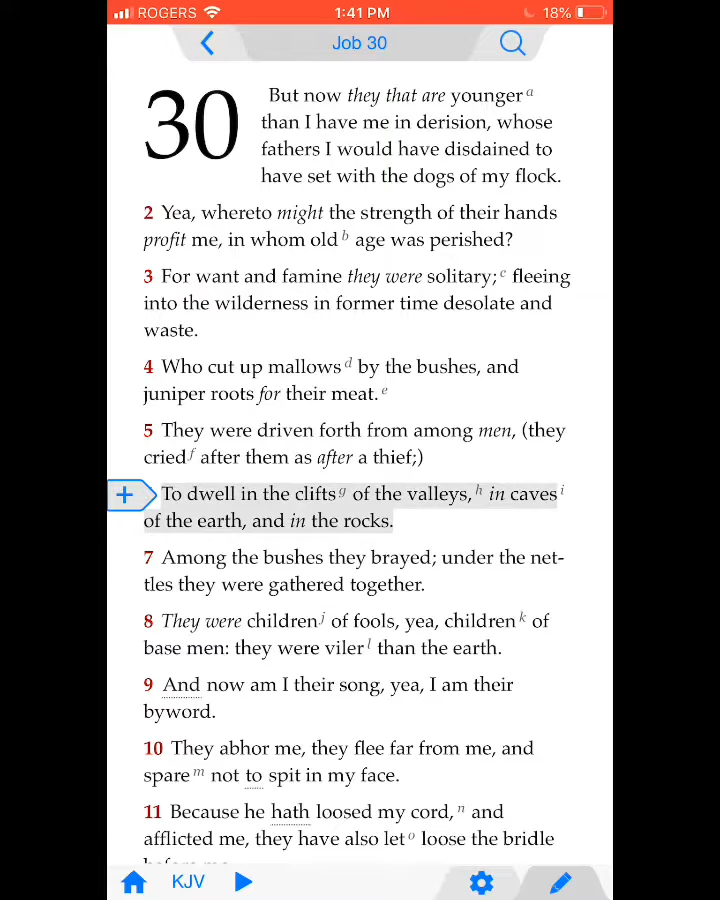 ROGERS 1:41 PM 18%
Job 30
30 But now they that are younger a
than I have me in derision, whose
fathers I would have disdained to
have set with the dogs of my flock.
2 Yea, whereto might the strength of their hands
profit me, in whom old b age was perished?
3 For want and famine they were solitary; c fleeing
into the wilderness in former time desolate and
waste.
4 Who cut up mallows d by the bushes, and
juniper roots for their meat. e
5 They were driven forth from among men, (they
cried f after them as after a thief;)
+ To dwell in the clifts g of the valleys, h in caves i
of the earth, and in the rocks.
7 Among the bushes they brayed; under the net-
tles they were gathered together.
8 They were children j of fools, yea, children k of
base men: they were viler l than the earth.
9 And now am I their song, yea, I am their
byword.
10 They abhor me, they flee far from me, and
spare m not to spit in my face.
11 Because he hath loosed my cord, n and
afflicted me, they have also let o loose the bridle
before me.
KJV